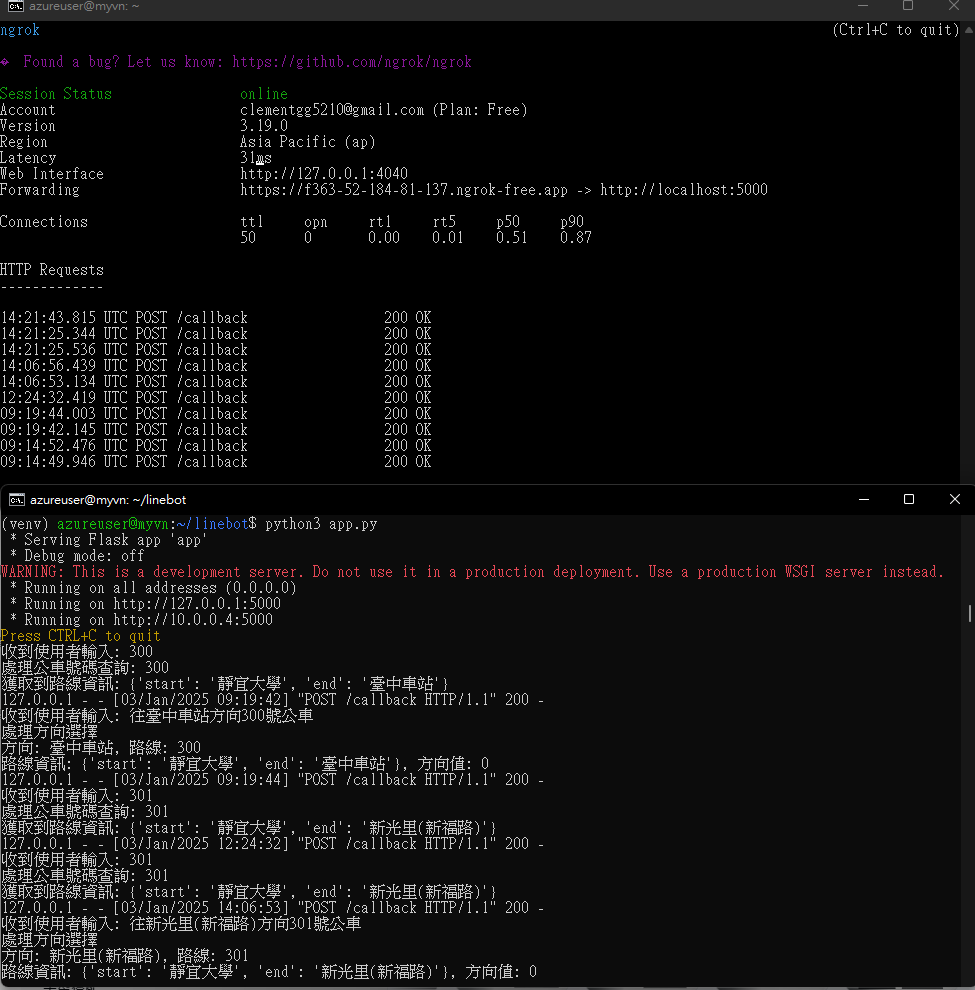 azureuser@myvn: ~
ngrok (Ctrl+C to quit)
Found a bug? Let us know: https://github.com/ngrok/ngrok
Session Status online
Account clementgg5210@gmail.com (Plan: Free)
Version 3.19.0
Region Asia Pacific (ap)
Latency 31ms
Web Interface http://127.0.0.1:4040
Forwarding https://f363-52-184-81-137.ngrok-free.app -> http://localhost:5000
Connections ttl opn rt1 rt5 p50 p90
50 0 0.00 0.01 0.51 0.87
HTTP Requests
-------------
14:21:43.815 UTC POST /callback 200 OK
14:21:25.344 UTC POST /callback 200 OK
14:21:25.536 UTC POST /callback 200 OK
14:06:56.439 UTC POST /callback 200 OK
14:06:53.134 UTC POST /callback 200 OK
12:24:32.419 UTC POST /callback 200 OK
09:19:44.003 UTC POST /callback 200 OK
09:19:42.145 UTC POST /callback 200 OK
09:14:52.476 UTC POST /callback 200 OK
09:14:49.946 UTC POST /callback 200 OK
azureuser@myvn: ~/linebot
(venv) azureuser@myvn:~/linebot$ python3 app.py
* Serving Flask app 'app'
* Debug mode: off
WARNING: This is a development server. Do not use it in a production deployment. Use a production WSGI server instead.
* Running on all addresses (0.0.0.0)
* Running on http://127.0.0.1:5000
* Running on http://10.0.0.4:5000
Press CTRL+C to quit
收到使用者輸入: 300
處理公車號碼查詢: 300
獲取到路線資訊: {'start': '靜宜大學', 'end': '臺中車站'}
127.0.0.1 - - [03/Jan/2025 09:19:42] "POST /callback HTTP/1.1" 200 -
收到使用者輸入: 往臺中車站方向300號公車
處理方向選擇
方向: 臺中車站, 路線: 300
路線資訊: {'start': '靜宜大學', 'end': '臺中車站'}, 方向值: 0
127.0.0.1 - - [03/Jan/2025 09:19:44] "POST /callback HTTP/1.1" 200 -
收到使用者輸入: 301
處理公車號碼查詢: 301
獲取到路線資訊: {'start': '靜宜大學', 'end': '新光里(新福路)'}
127.0.0.1 - - [03/Jan/2025 12:24:32] "POST /callback HTTP/1.1" 200 -
收到使用者輸入: 301
處理公車號碼查詢: 301
獲取到路線資訊: {'start': '靜宜大學', 'end': '新光里(新福路)'}
127.0.0.1 - - [03/Jan/2025 14:06:53] "POST /callback HTTP/1.1" 200 -
收到使用者輸入: 往新光里(新福路)方向301號公車
處理方向選擇
方向: 新光里(新福路), 路線: 301
路線資訊: {'start': '靜宜大學', 'end': '新光里(新福路)'}, 方向值: 0